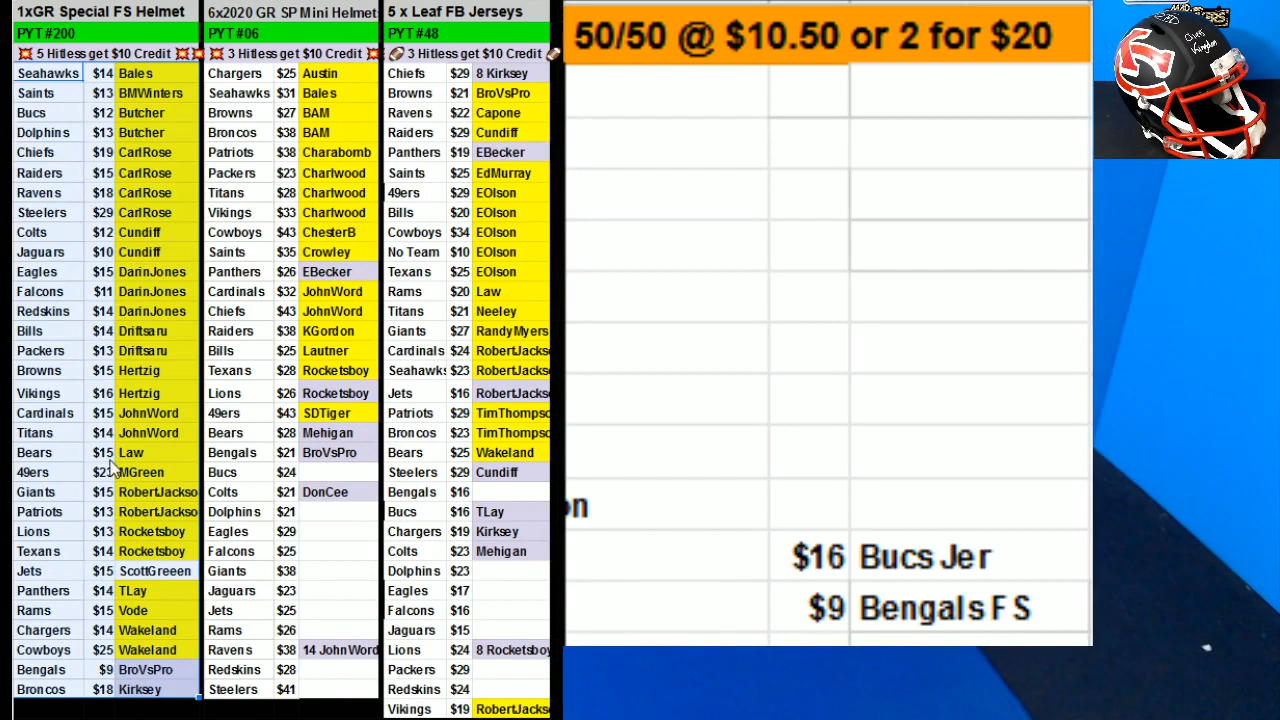 1xGR Special FS Helmet
PYT #200
5 Hitless get $10 Credit
Seahawks $14 Bales
Saints $13 BMWinters
Bucs $12 Butcher
Dolphins $13 Butcher
Chiefs $19 CarlRose
Raiders $15 CarlRose
Ravens $18 CarlRose
Steelers $29 CarlRose
Colts $12 Cundiff
Jaguars $10 Cundiff
Eagles $15 DarinJones
Falcons $11 DarinJones
Redskins $14 DarinJones
Bills $14 Driftsaru
Packers $13 Driftsaru
Browns $15 Hertzig
Vikings $16 Hertzig
Cardinals $15 JohnWord
Titans $14 JohnWord
Bears $15 Law
49ers MGreen
Giants $15 RobertJackso
Patriots $13 RobertJackso
Lions $13 Rocketsboy
Texans $14 Rocketsboy
Jets $15 ScottGreeen
Panthers $14 TLay
Rams $15 Vode
Chargers $14 Wakeland
Cowboys $25 Wakeland
Bengals $9 BroVsPro
Broncos $18 Kirksey
6x2020 GR SP Mini Helmet
PYT #06
3 Hitless get $10 Credit
Chargers $25 Austin
Seahawks $31 Bales
Browns $27 BAM
Broncos $38 BAM
Patriots $38 Charabomb
Packers $23 Charlwood
Titans $28 Charlwood
Vikings $33 Charlwood
Cowboys $43 ChesterB
Saints $35 Crowley
Panthers $26 EBecker
Cardinals $32 JohnWord
Chiefs $43 JohnWord
Raiders $38 KGordon
Bills $25 Lautner
Texans $28 Rocketsboy
Lions $26 Rocketsboy
49ers $43 SDTiger
Bears $28 Mehigan
Bengals $21 BroVsPro
Bucs $24
Colts $21 DonCee
Dolphins $21
Eagles $29
Falcons $25
Giants $38
Jaguars $23
Jets $25
Rams $26
Ravens $38 14 JohnWord
Redskins $28
Steelers $41
5 x Leaf FB Jerseys
PYT #48
3 Hitless get $10 Credit
Chiefs $29 8 Kirksey
Browns $21 BroVsPro
Ravens $22 Capone
Raiders $29 Cundiff
Panthers $19 EBecker
Saints $25 EdMurray
49ers $29 EOlson
Bills $20 EOlson
Cowboys $34 EOlson
No Team $10 EOlson
Texans $25 EOlson
Rams $20 Law
Titans $21 Neeley
Giants $27 RandyMyers
Cardinals $24 RobertJackso
Seahawks $23 RobertJackso
Jets $16 RobertJackso
Patriots $29 TimThompso
Broncos $23 TimThompso
Bears $25 Wakeland
Steelers $29 Cundiff
Bengals $16
Bucs $16 TLay
Chargers $19 Kirksey
Colts $23 Mehigan
Dolphins $23
Eagles $17
Falcons $16
Jaguars $15
Lions $24 8 Rocketsboy
Packers $29
Redskins $24
Vikings $19 RobertJackso
50/50 @ $10.50 or 2 for $20
on
$16 Bucs Jer
$9 Bengals F S